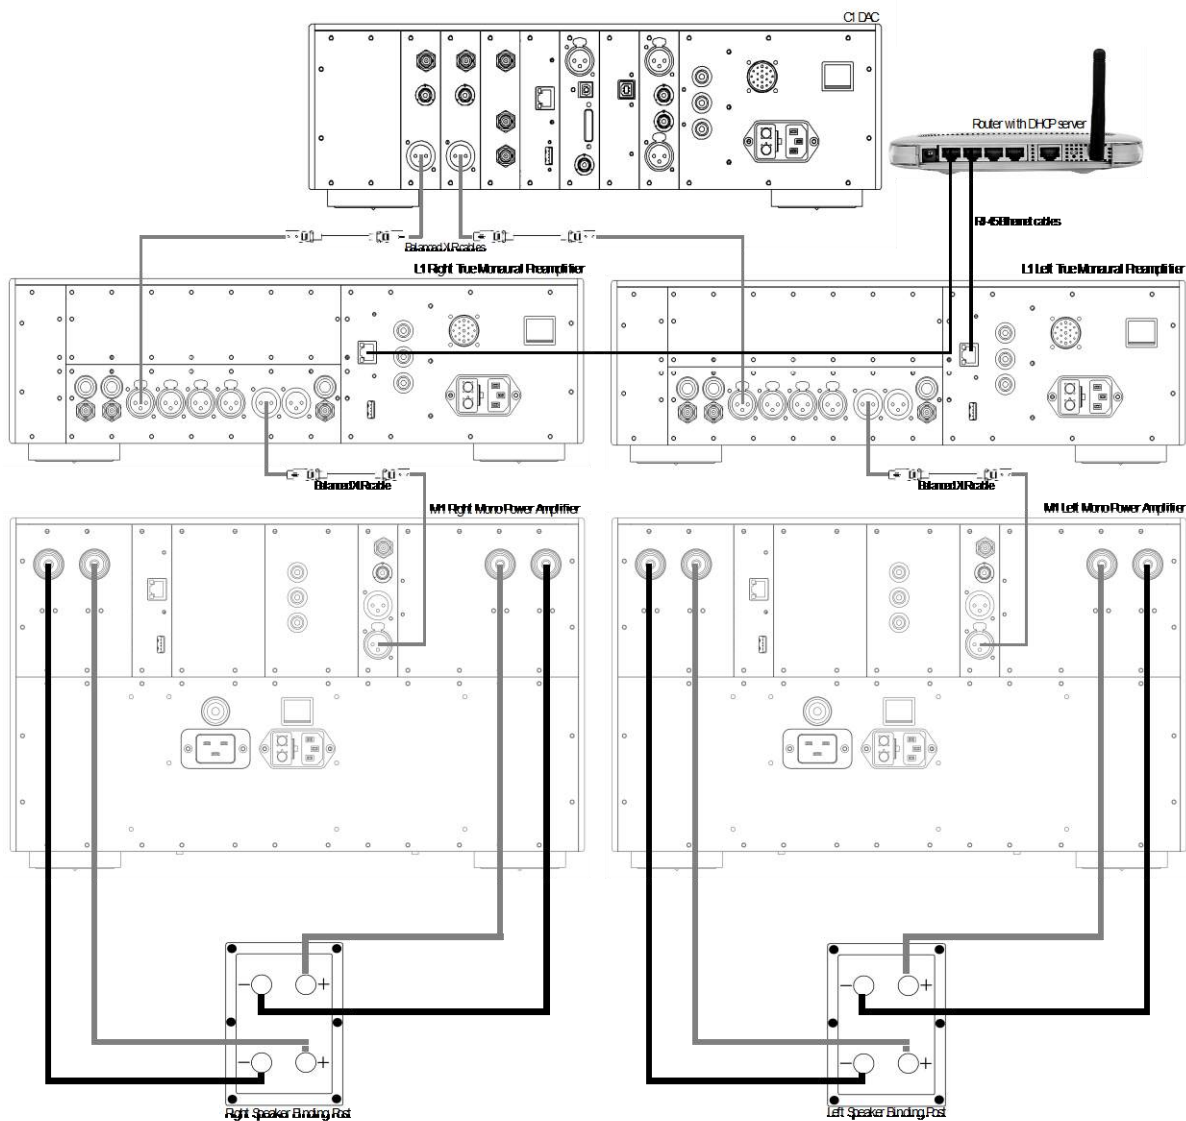 C1 DAC
Router with DHCP server
RJ-45 Ethernet cables
Balanced XLR cables
L1 Right True Monaural Preamplifier
L1 Left True Monaural Preamplifier
Balanced XLR cable
Balanced XLR cable
M1 Right Mono Power Amplifier
M1 Left Mono Power Amplifier
- +
- +
- +
- +
Right Speaker Binding Post
Left Speaker Binding Post